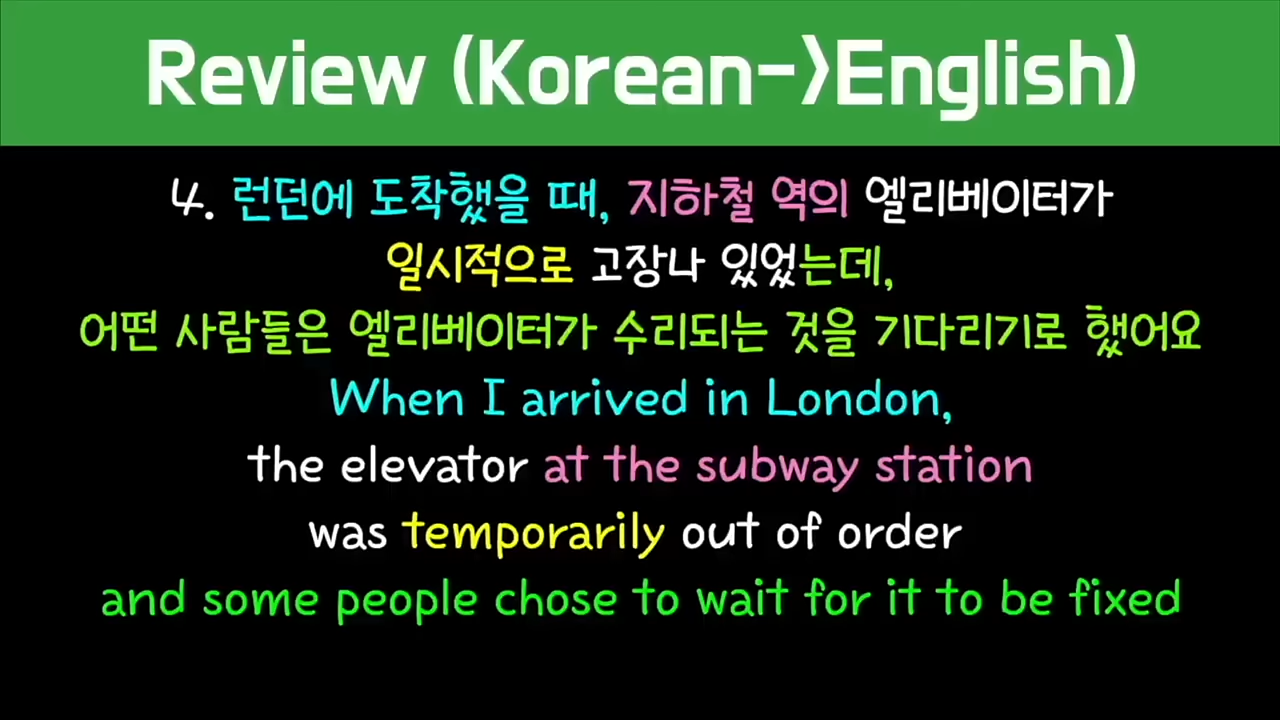 Review (Korean->English)
4. 런던에 도착했을 때, 지하철 역의 엘리베이터가
일시적으로 고장나 있었는데,
어떤 사람들은 엘리베이터가 수리되는 것을 기다리기로 했어요
When I arrived in London,
the elevator at the subway station
was temporarily out of order
and some people chose to wait for it to be fixed